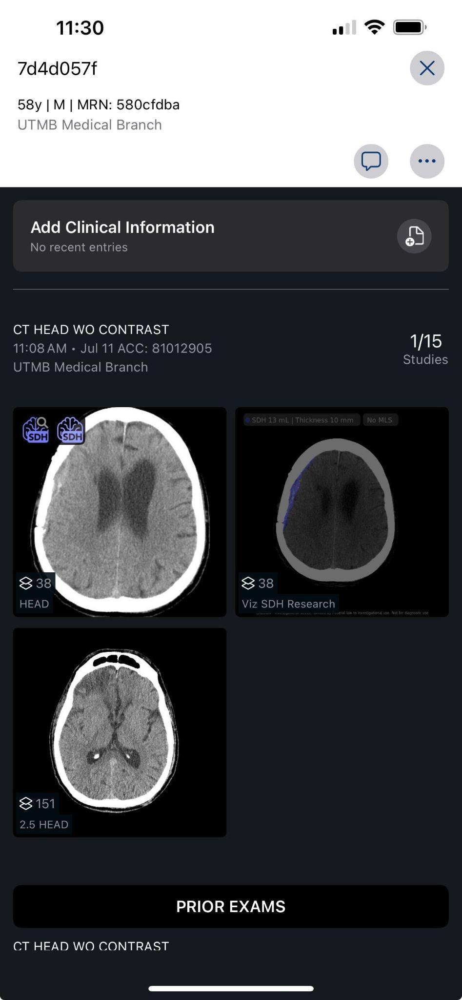 11:30
7d4d057f
58y | M | MRN: 580cfdba
UTMB Medical Branch
Add Clinical Information
No recent entries
CT HEAD WO CONTRAST
11:08 AM • Jul 11 ACC: 81012905
UTMB Medical Branch
1/15
Studies
SDH SDH
38
HEAD
SDH 13 mL | Thickness 10 mm No MLS
38
Viz SDH Research
Federal law to investigational use. Not for diagnostic use
151
2.5 HEAD
PRIOR EXAMS
CT HEAD WO CONTRAST